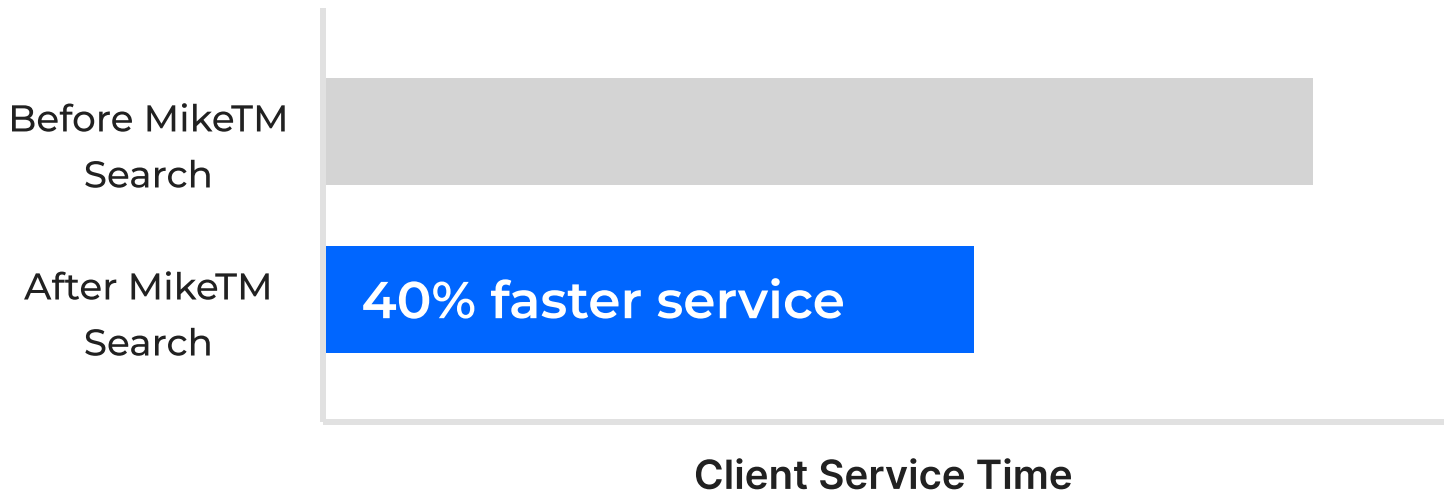 Before MikeTM
Search
After MikeTM
Search
40% faster service
Client Service Time